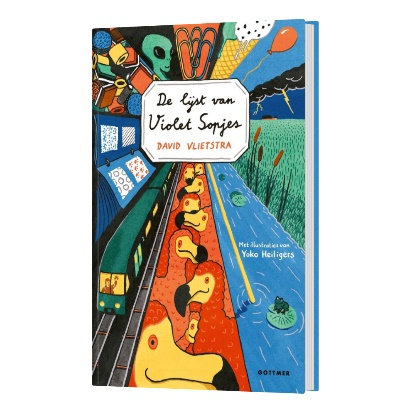 De lijst van
Violet Sopjes
DAVID VLIETSTRA
Met illustraties van
Yoko Heiligers
GOTTMER